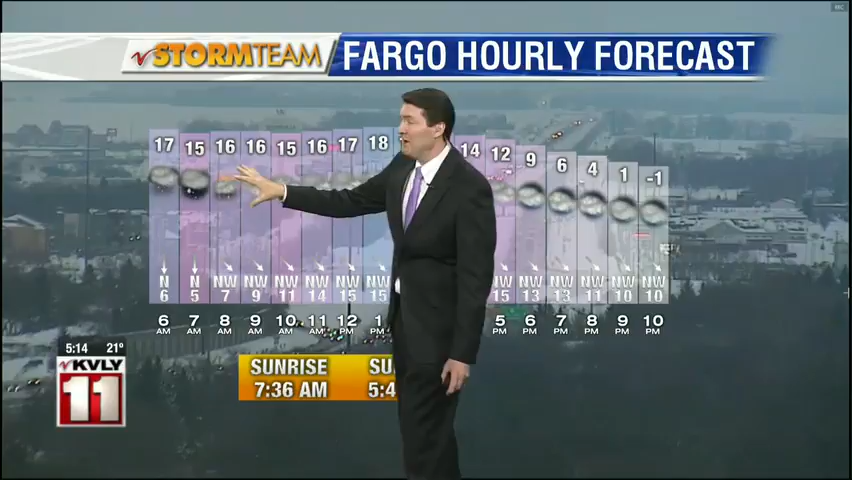 STORMTEAM FARGO HOURLY FORECAST
17 15 16 16 15 16 17 18 14 12 9 6 4 1 -1
N N NW NW NW NW NW NW NW NW NW NW NW NW
6 5 7 9 11 14 15 15 15 13 13 11 10 10
6 7 8 9 10 11 12 1 5 6 7 8 9 10
AM AM AM AM AM AM PM PM PM PM PM PM PM
5:14 21°
KVLY
11
SUNRISE SU
7:36 AM 5:4